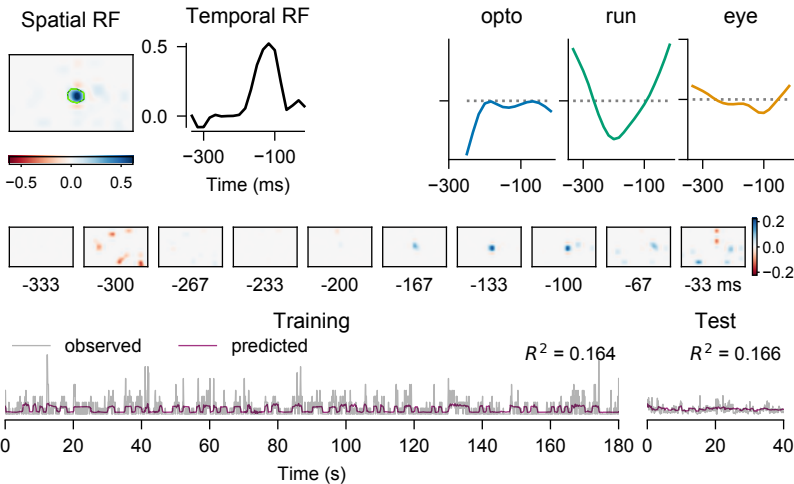 Spatial RF
Temporal RF
opto
run
eye
0.5
0.0
−0.5 0.0 0.5
−300 −100
Time (ms)
−300 −100
−300 −100
−300 −100
-333 -300 -267 -233 -200 -167 -133 -100 -67 -33 ms
0.2
0.0
−0.2
Training
Test
observed
predicted
R² = 0.164
R² = 0.166
0 20 40 60 80 100 120 140 160 180
0 20 40
Time (s)